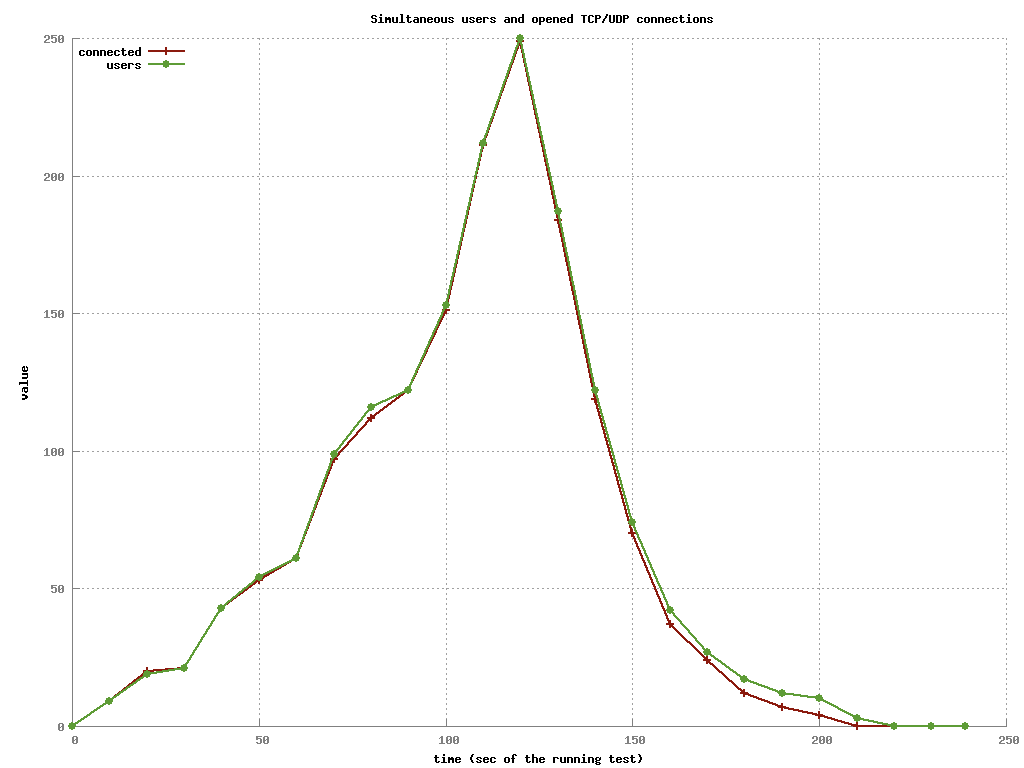 Simultaneous users and opened TCP/UDP connections
250
connected
users
200
150
value
100
50
0
0 50 100 150 200 250
time (sec of the running test)